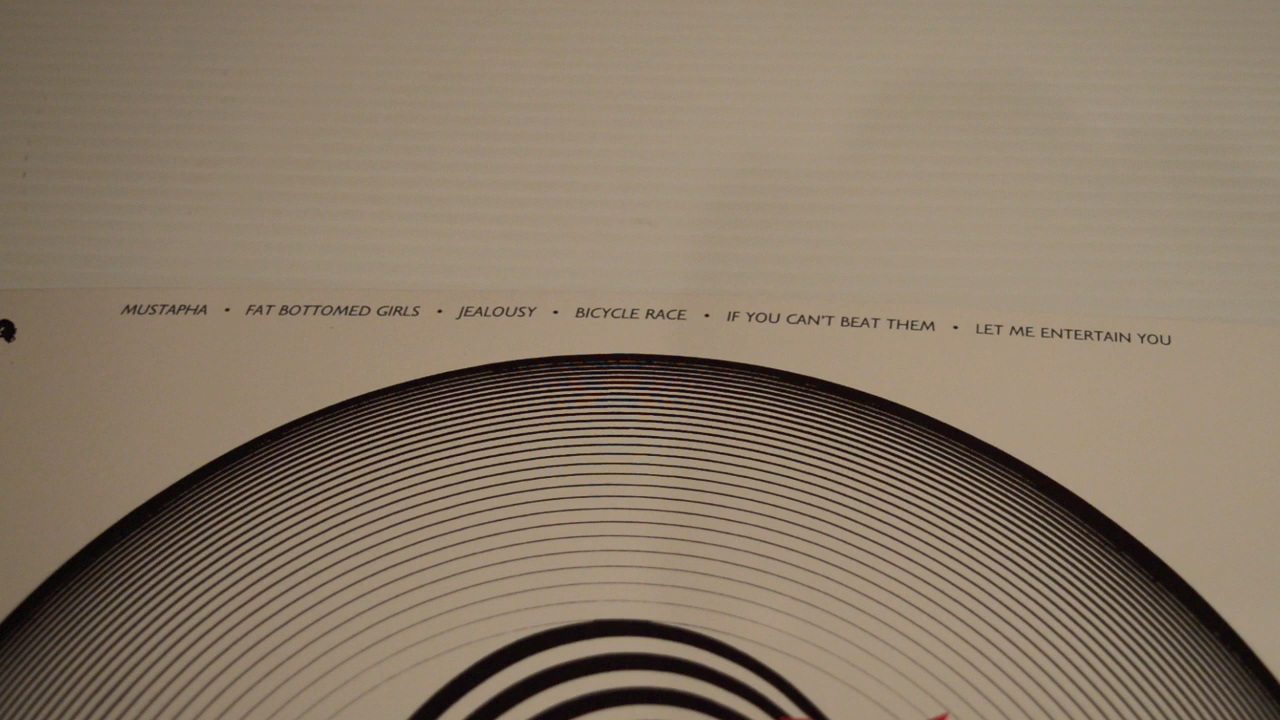 MUSTAPHA • FAT BOTTOMED GIRLS • JEALOUSY • BICYCLE RACE • IF YOU CAN'T BEAT THEM • LET ME ENTERTAIN YOU